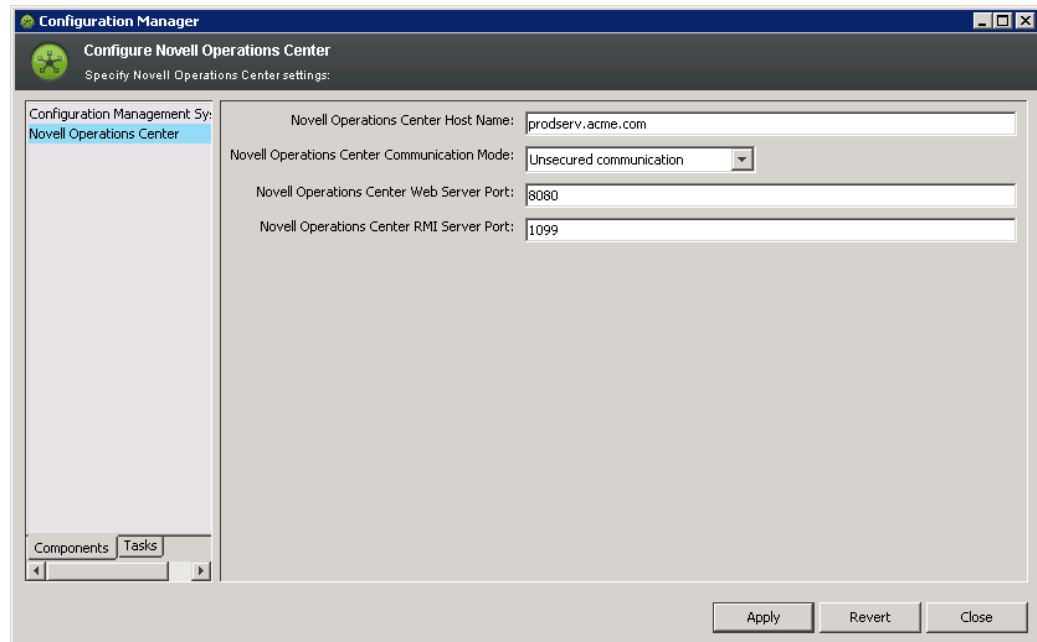 Configuration Manager
Configure Novell Operations Center
Specify Novell Operations Center settings:
Configuration Management Sy
Novell Operations Center
Novell Operations Center Host Name: prodserv.acme.com
Novell Operations Center Communication Mode: Unsecured communication
Novell Operations Center Web Server Port: 8080
Novell Operations Center RMI Server Port: 1099
Components Tasks
Apply Revert Close